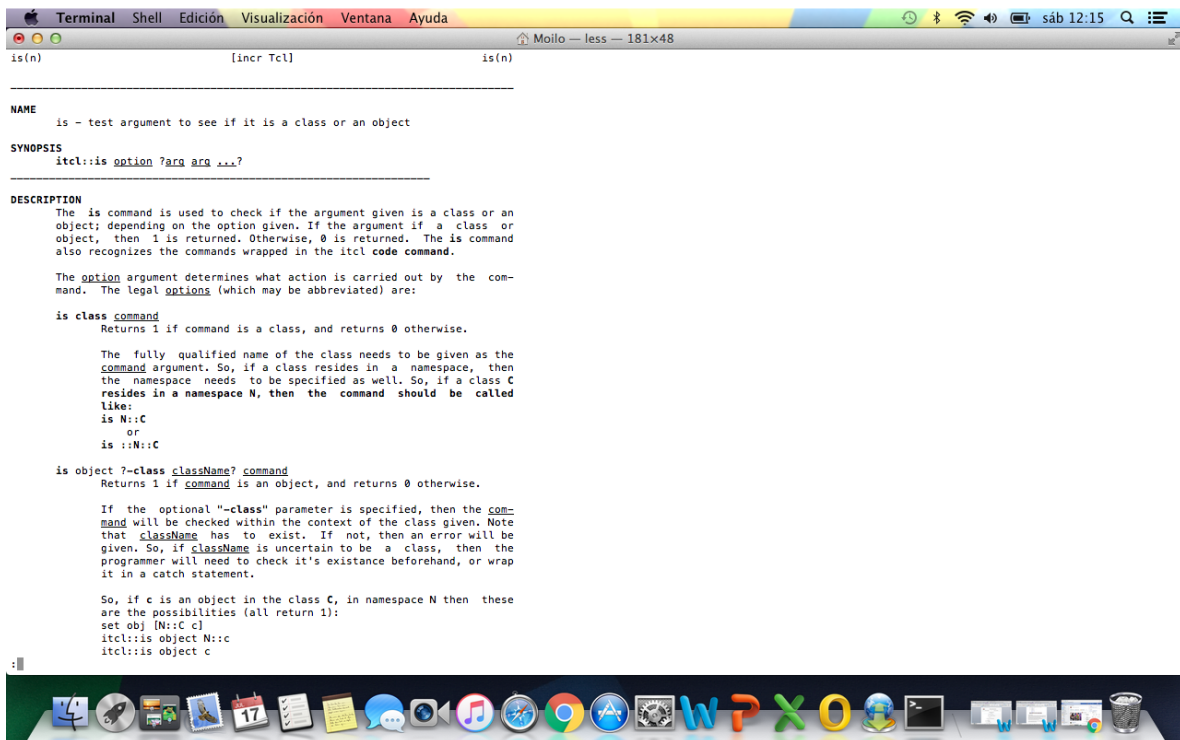 Terminal Shell Edición Visualización Ventana Ayuda sáb 12:15
Moilo — less — 181×48
is(n) [incr Tcl] is(n)
NAME
is - test argument to see if it is a class or an object
SYNOPSIS
itcl::is option ?arg arg ...?
DESCRIPTION
The is command is used to check if the argument given is a class or an
object; depending on the option given. If the argument if a class or
object, then 1 is returned. Otherwise, 0 is returned. The is command
also recognizes the commands wrapped in the itcl code command.
The option argument determines what action is carried out by the com-
mand. The legal options (which may be abbreviated) are:
is class command
Returns 1 if command is a class, and returns 0 otherwise.
The fully qualified name of the class needs to be given as the
command argument. So, if a class resides in a namespace, then
the namespace needs to be specified as well. So, if a class C
resides in a namespace N, then the command should be called
like:
is N::C
or
is ::N::C
is object ?-class className? command
Returns 1 if command is an object, and returns 0 otherwise.
If the optional "-class" parameter is specified, then the com-
mand will be checked within the context of the class given. Note
that className has to exist. If not, then an error will be
given. So, if className is uncertain to be a class, then the
programmer will need to check it's existance beforehand, or wrap
it in a catch statement.
So, if c is an object in the class C, in namespace N then these
are the possibilities (all return 1):
set obj [N::C c]
itcl::is object N::c
itcl::is object c
:
17